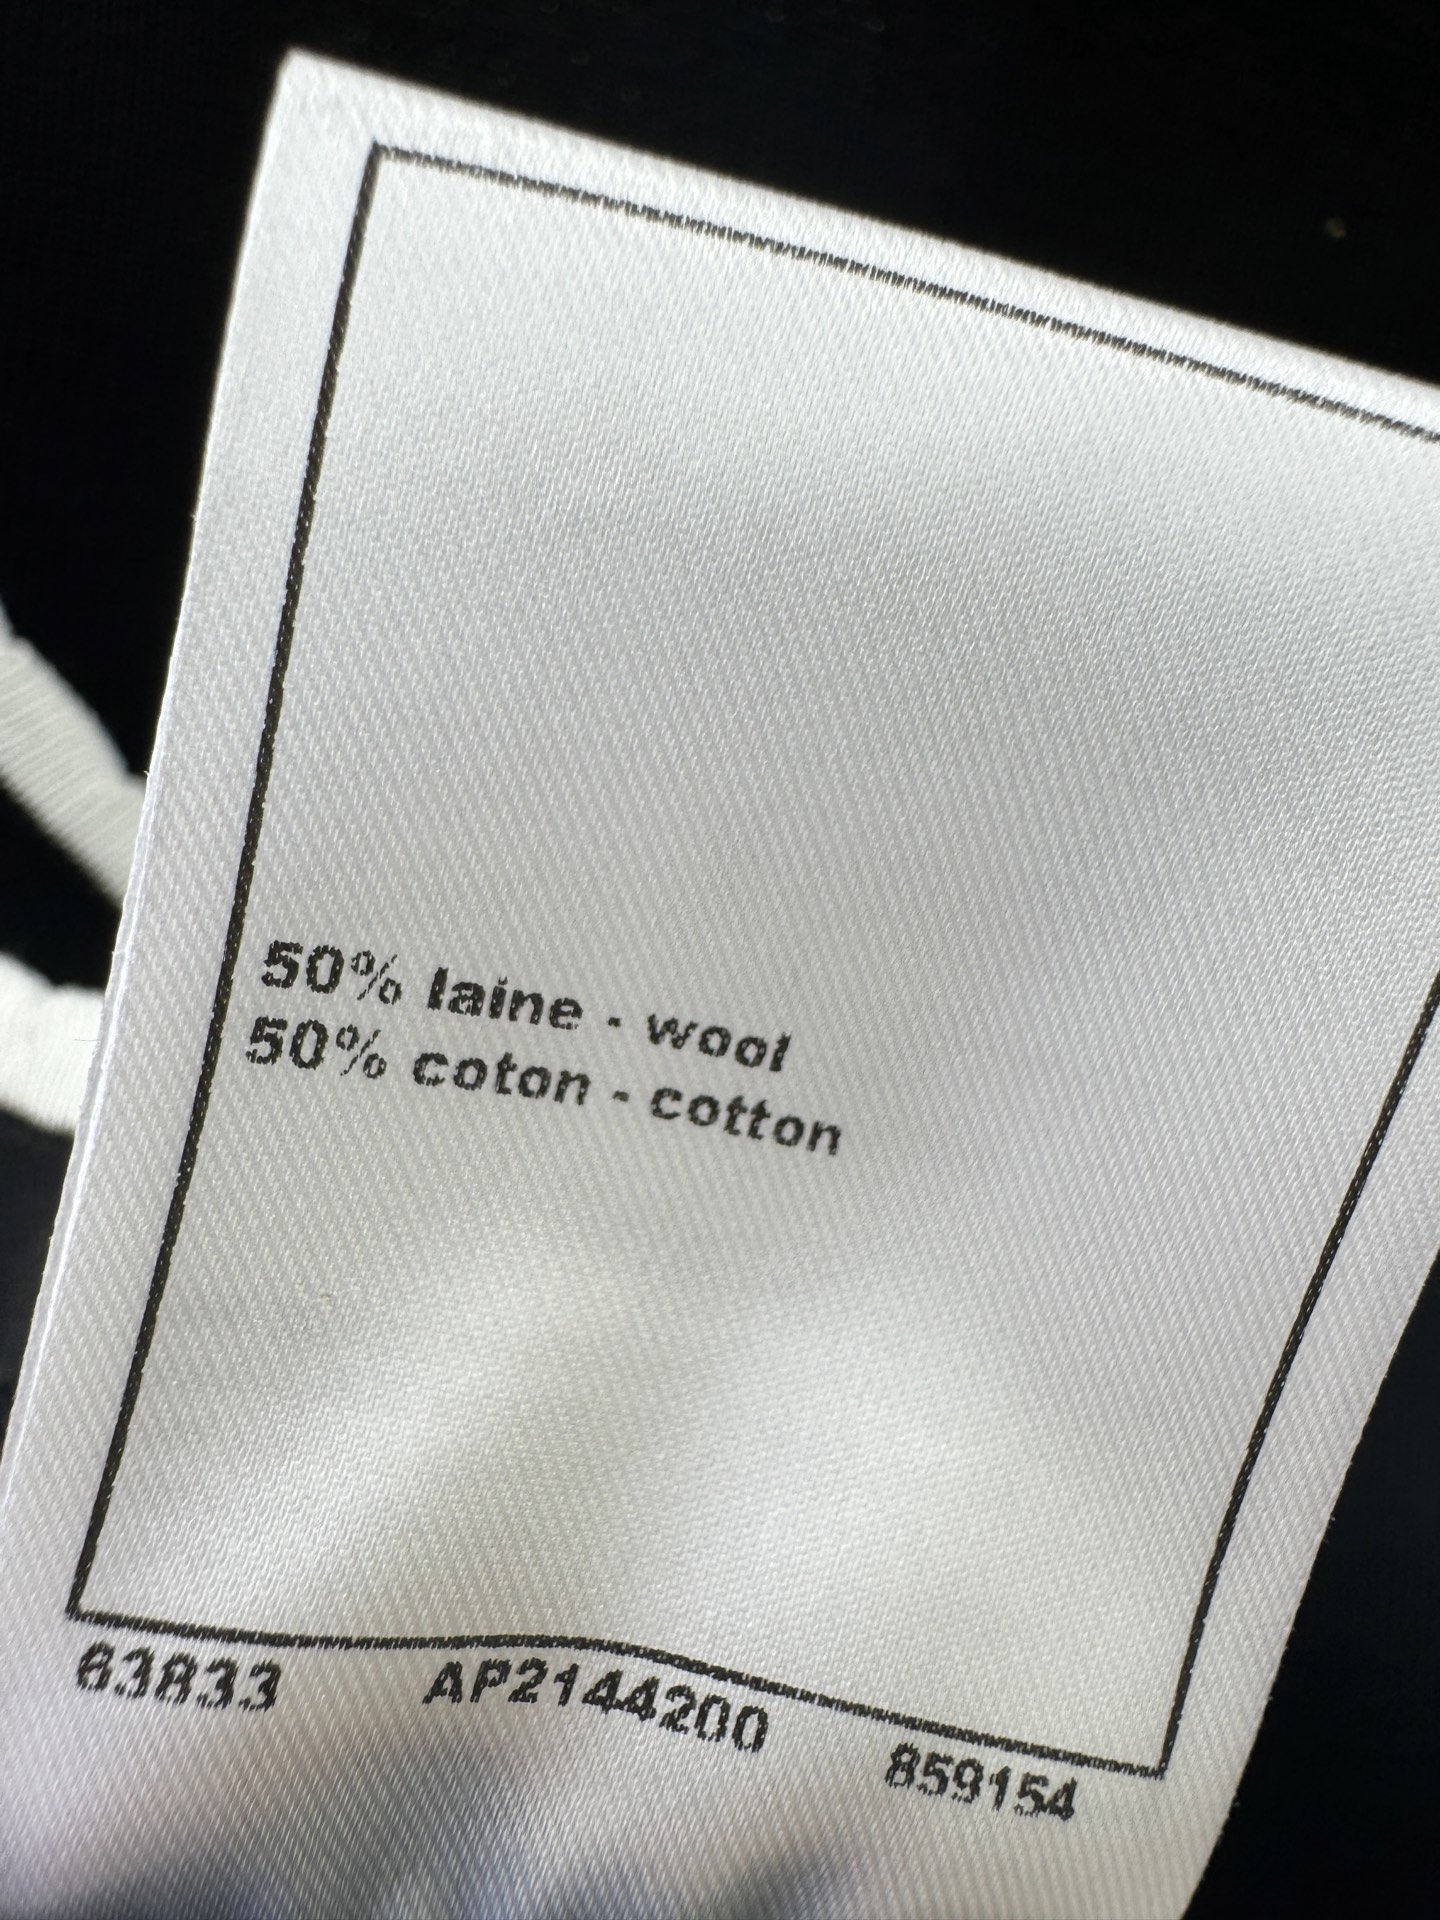 50% laine - wool
50% coton - cotton
63833 AP2144200 859154